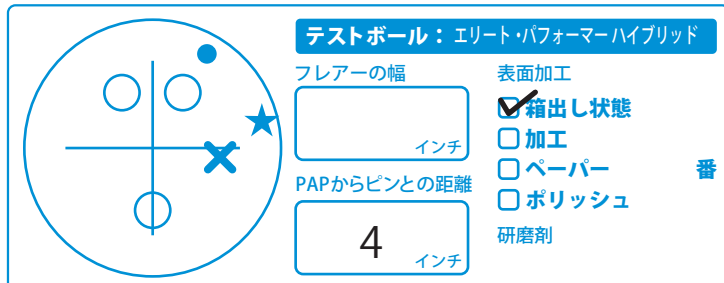 テストボール：エリート・パフォーマーハイブリッド
フレアーの幅
インチ
PAPからピンとの距離
4
インチ
表面加工
箱出し状態
加工
ペーパー 番
ポリッシュ
研磨剤